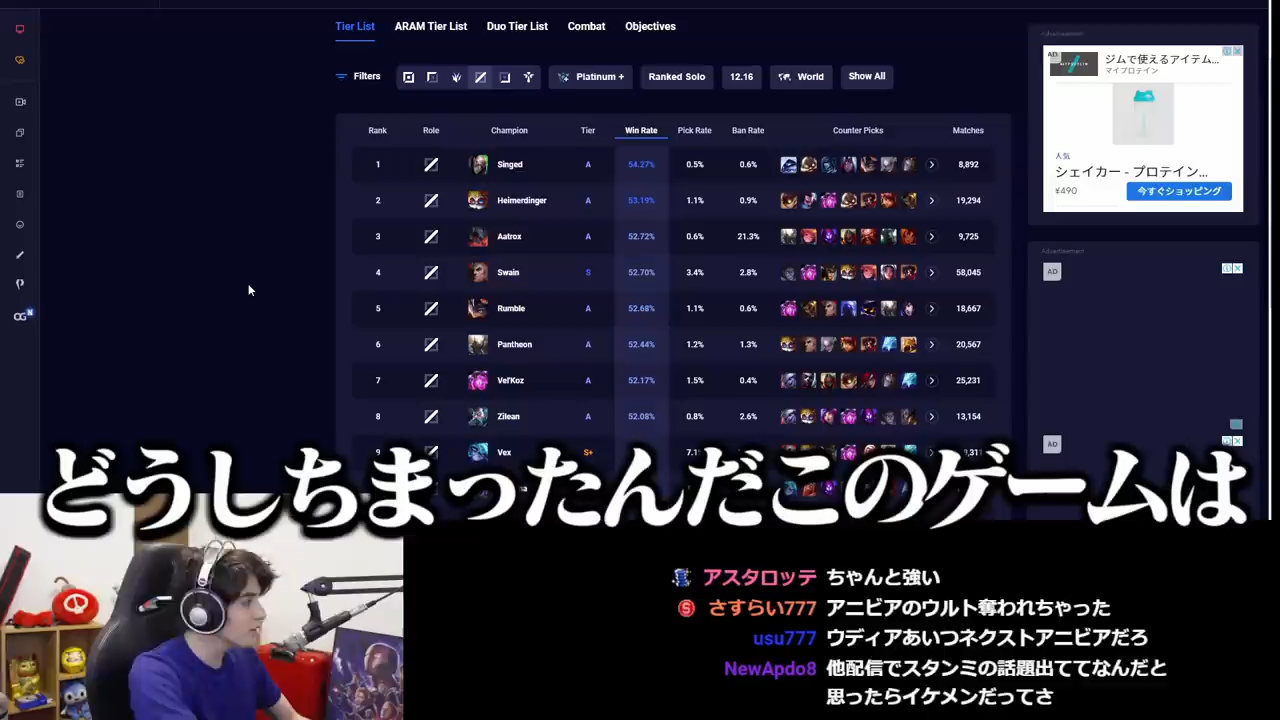 Tier List ARAM Tier List Duo Tier List Combat Objectives
Filters Platinum + Ranked Solo 12.16 World Show All
Rank Role Champion Tier Win Rate Pick Rate Ban Rate Counter Picks Matches
1 Singed A 54.27% 0.5% 0.6% 8,892
2 Heimerdinger A 53.19% 1.1% 0.9% 19,294
3 Aatrox A 52.72% 0.6% 21.3% 9,725
4 Swain S 52.70% 3.4% 2.8% 58,045
5 Rumble A 52.68% 1.1% 0.6% 18,667
6 Pantheon A 52.44% 1.2% 1.3% 20,567
7 Vel'Koz A 52.17% 1.5% 0.4% 25,231
8 Zilean A 52.08% 0.8% 2.6% 13,154
Vex S+
Advertisement
AD
ジムで使えるアイテム...
マイプロテイン
人気
シェイカー - プロテイン...
¥490 今すぐショッピング
Advertisement
AD
AD
OG N
どうしちまったんだこのゲームは
アスタロッテ ちゃんと強い
さすらい777 アニビアのウルト奪われちゃった
usu777 ウディアあいつネクストアニビアだろ
NewApdo8 他配信でスタンミの話題出ててなんだと
思ったらイケメンだってさ